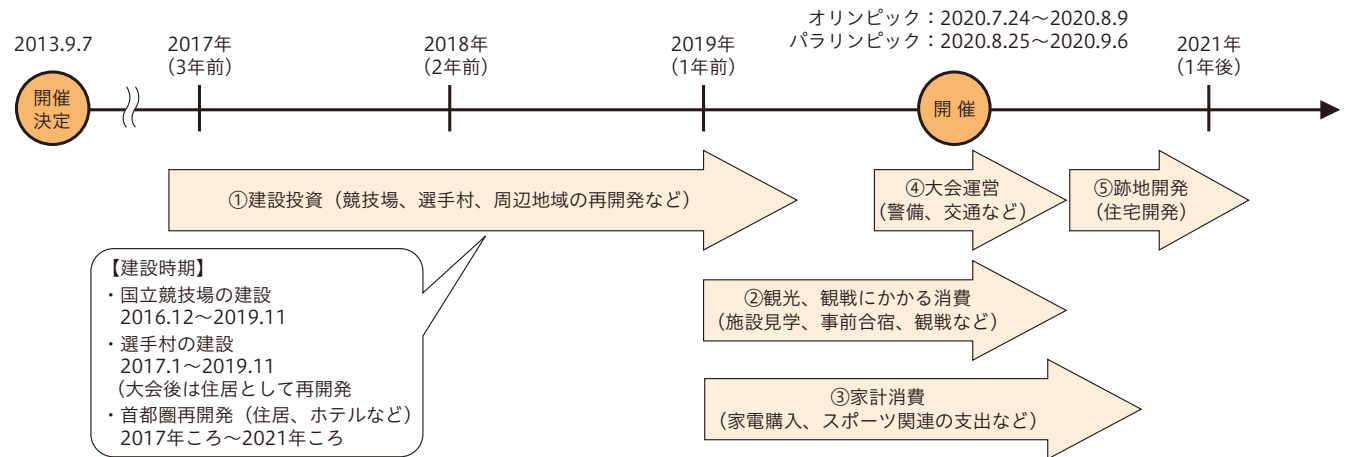 オリンピック：2020.7.24～2020.8.9
パラリンピック：2020.8.25～2020.9.6
2013.9.7
2017年
（3年前）
2018年
（2年前）
2019年
（1年前）
2021年
（1年後）
開催
決定
開 催
①建設投資（競技場、選手村、周辺地域の再開発など）
④大会運営
（警備、交通など）
⑤跡地開発
（住宅開発）
【建設時期】
・国立競技場の建設
2016.12～2019.11
・選手村の建設
2017.1～2019.11
（大会後は住居として再開発
・首都圏再開発（住居、ホテルなど）
2017年ころ～2021年ころ
②観光、観戦にかかる消費
（施設見学、事前合宿、観戦など）
③家計消費
（家電購入、スポーツ関連の支出など）